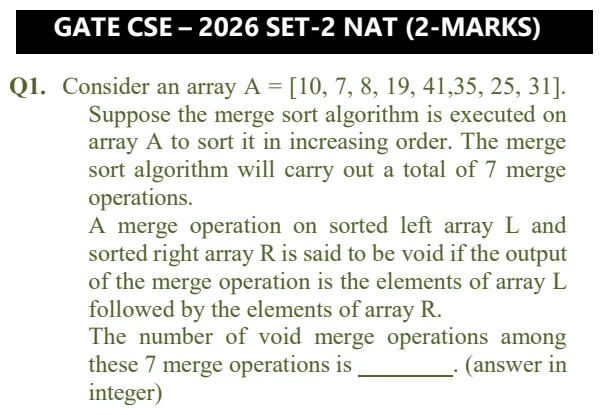 GATE CSE – 2026 SET-2 NAT (2-MARKS)
Q1. Consider an array A = [10, 7, 8, 19, 41,35, 25, 31].
Suppose the merge sort algorithm is executed on
array A to sort it in increasing order. The merge
sort algorithm will carry out a total of 7 merge
operations.
A merge operation on sorted left array L and
sorted right array R is said to be void if the output
of the merge operation is the elements of array L
followed by the elements of array R.
The number of void merge operations among
these 7 merge operations is ________. (answer in
integer)